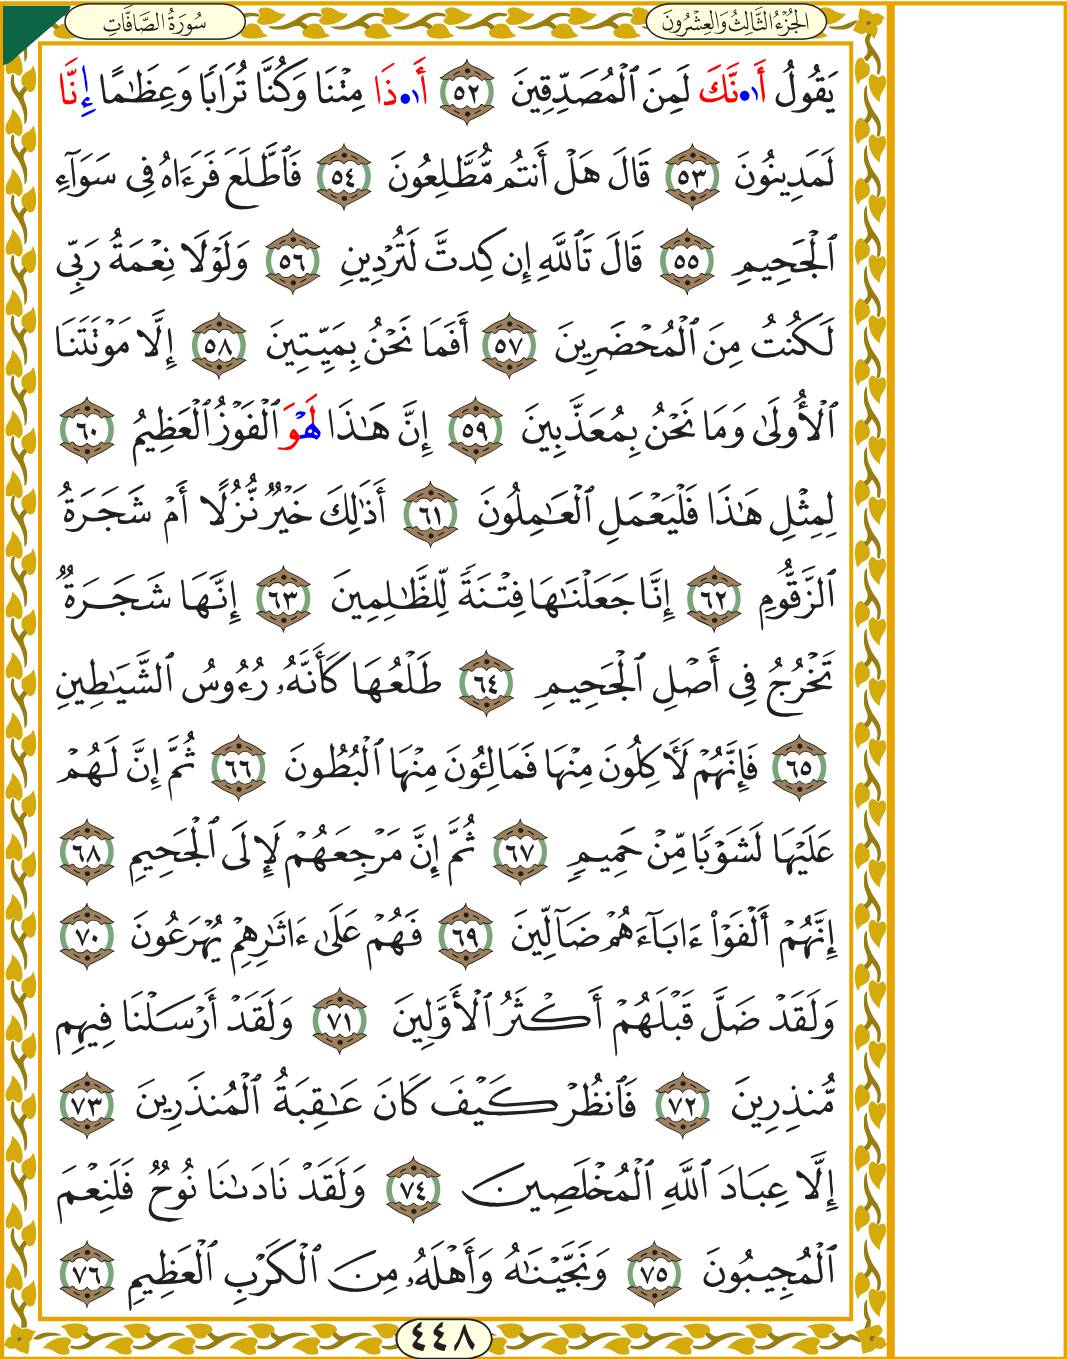 سُورَةُ الصَّافَّاتِ
الجُزْءُ الثَّالِثُ وَالعِشْرُونَ
يَقُولُ أَ۟•نَّكَ لَمِنَ ٱلْمُصَدِّقِينَ ٥٢ أَ۟•ذَا مِتْنَا وَكُنَّا تُرَابًا وَعِظَٰمًا إِنَّا
لَمَدِينُونَ ٥٣ قَالَ هَلْ أَنتُم مُّطَّلِعُونَ ٥٤ فَٱطَّلَعَ فَرَءَاهُ فِى سَوَآءِ
ٱلْجَحِيمِ ٥٥ قَالَ تَٱللَّهِ إِن كِدتَّ لَتُرْدِينِ ٥٦ وَلَوْلَا نِعْمَةُ رَبِّى
لَكُنتُ مِنَ ٱلْمُحْضَرِينَ ٥٧ أَفَمَا نَحْنُ بِمَيِّتِينَ ٥٨ إِلَّا مَوْتَتَنَا
ٱلْأُولَىٰ وَمَا نَحْنُ بِمُعَذَّبِينَ ٥٩ إِنَّ هَٰذَا لَهْوَ ٱلْفَوْزُ ٱلْعَظِيمُ ٦٠
لِمِثْلِ هَٰذَا فَلْيَعْمَلِ ٱلْعَٰمِلُونَ ٦١ أَذَٰلِكَ خَيْرٌ نُّزُلًا أَمْ شَجَرَةُ
ٱلزَّقُّومِ ٦٢ إِنَّا جَعَلْنَٰهَا فِتْنَةً لِّلظَّٰلِمِينَ ٦٣ إِنَّهَا شَجَرَةٌ
تَخْرُجُ فِى أَصْلِ ٱلْجَحِيمِ ٦٤ طَلْعُهَا كَأَنَّهُۥ رُءُوسُ ٱلشَّيَٰطِينِ
٦٥ فَإِنَّهُمْ لَأَكِلُونَ مِنْهَا فَمَالِـُٔونَ مِنْهَا ٱلْبُطُونَ ٦٦ ثُمَّ إِنَّ لَهُمْ
عَلَيْهَا لَشَوْبًا مِّنْ حَمِيمٍ ٦٧ ثُمَّ إِنَّ مَرْجِعَهُمْ لَإِلَى ٱلْجَحِيمِ ٦٨
إِنَّهُمْ أَلْفَوْا۟ ءَابَآءَهُمْ ضَآلِّينَ ٦٩ فَهُمْ عَلَىٰ ءَاثَٰرِهِمْ يُهْرَعُونَ ٧٠
وَلَقَدْ ضَلَّ قَبْلَهُمْ أَكْثَرُ ٱلْأَوَّلِينَ ٧١ وَلَقَدْ أَرْسَلْنَا فِيهِم
مُّنذِرِينَ ٧٢ فَٱنظُرْ كَيْفَ كَانَ عَٰقِبَةُ ٱلْمُنذَرِينَ ٧٣
إِلَّا عِبَادَ ٱللَّهِ ٱلْمُخْلَصِينَ ٧٤ وَلَقَدْ نَادَىٰنَا نُوحٌ فَلَنِعْمَ
ٱلْمُجِيبُونَ ٧٥ وَنَجَّيْنَٰهُ وَأَهْلَهُۥ مِنَ ٱلْكَرْبِ ٱلْعَظِيمِ ٧٦
٤٤٨